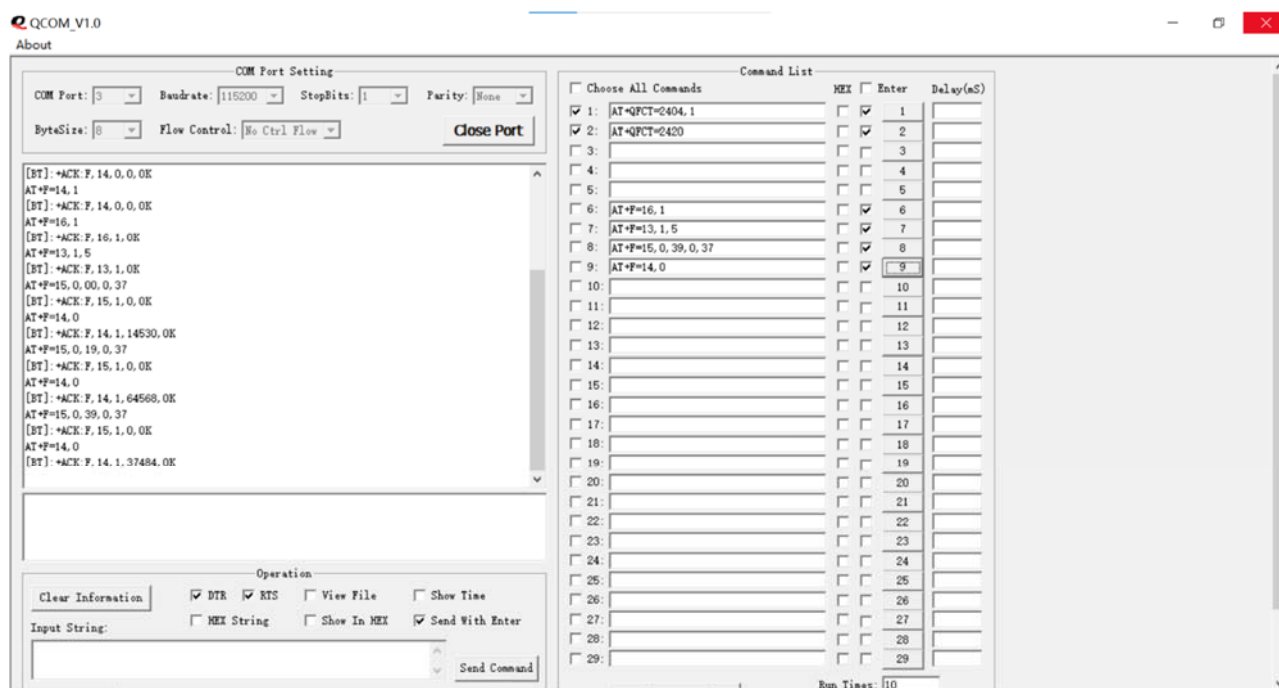 QCOM_V1.0
About
COM Port Setting
COM Port: 3 Baudrate: 115200 StopBits: 1 Parity: None
ByteSize: 8 Flow Control: No Ctrl Flow Close Port
[BT]: +ACK:F, 14, 0, 0, OK
AT+F=14, 1
[BT]: +ACK:F, 14, 0, 0, OK
AT+F=16, 1
[BT]: +ACK:F, 16, 1, OK
AT+F=13, 1, 5
[BT]: +ACK:F, 13, 1, OK
AT+F=15, 0, 00, 0, 37
[BT]: +ACK:F, 15, 1, 0, OK
AT+F=14, 0
[BT]: +ACK:F, 14, 1, 14530, OK
AT+F=15, 0, 19, 0, 37
[BT]: +ACK:F, 15, 1, 0, OK
AT+F=14, 0
[BT]: +ACK:F, 14, 1, 64568, OK
AT+F=15, 0, 39, 0, 37
[BT]: +ACK:F, 15, 1, 0, OK
AT+F=14, 0
[BT]: +ACK:F, 14, 1, 37484, OK
Operation
Clear Information DTR RTS View File Show Time
HEX String Show In HEX Send With Enter
Input String:
Send Command
Command List
Choose All Commands HEX Enter Delay(mS)
1: AT+QFCT=2404, 1 1
2: AT+QFCT=2420 2
3: 3
4: 4
5: 5
6: AT+F=16, 1 6
7: AT+F=13, 1, 5 7
8: AT+F=15, 0, 39, 0, 37 8
9: AT+F=14, 0 9
10: 10
11: 11
12: 12
13: 13
14: 14
15: 15
16: 16
17: 17
18: 18
19: 19
20: 20
21: 21
22: 22
23: 23
24: 24
25: 25
26: 26
27: 27
28: 28
29: 29
Run Times: 10